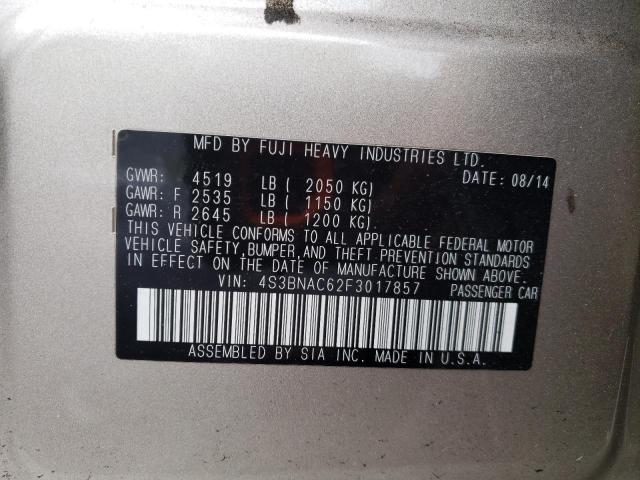 MFD BY FUJI HEAVY INDUSTRIES LTD.
DATE: 08/14
GVWR: 4519 LB ( 2050 KG)
GAWR: F 2535 LB ( 1150 KG)
GAWR: R 2645 LB ( 1200 KG)
THIS VEHICLE CONFORMS TO ALL APPLICABLE FEDERAL MOTOR
VEHICLE SAFETY, BUMPER, AND THEFT PREVENTION STANDARDS
IN EFFECT ON THE DATE OF MANUFACTURE SHOWN ABOVE.
VIN: 4S3BNAC62F3017857 PASSENGER CAR
ASSEMBLED BY SIA INC. MADE IN U.S.A.